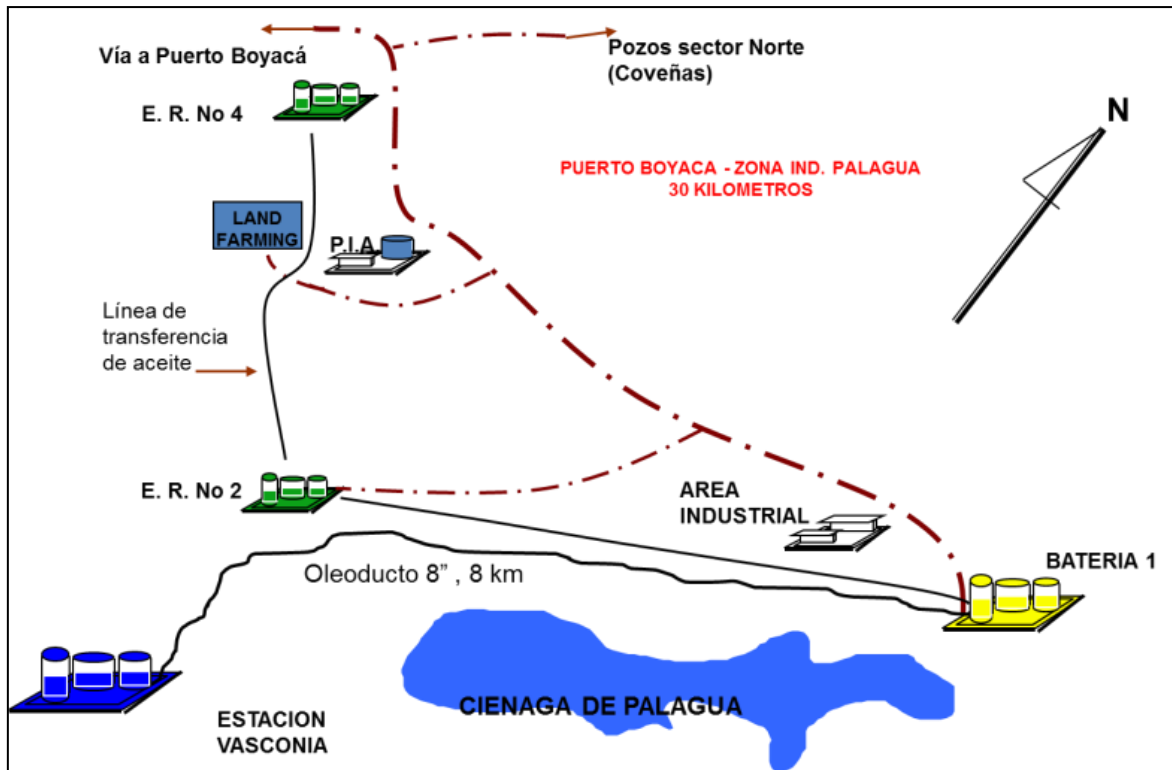 Vía a Puerto Boyacá
Pozos sector Norte
(Coveñas)
E. R. No 4
N
PUERTO BOYACA - ZONA IND. PALAGUA
30 KILOMETROS
LAND
FARMING
P.I.A
Línea de
transferencia
de aceite
E. R. No 2
AREA
INDUSTRIAL
BATERIA 1
Oleoducto 8” , 8 km
CIENAGA DE PALAGUA
ESTACION
VASCONIA